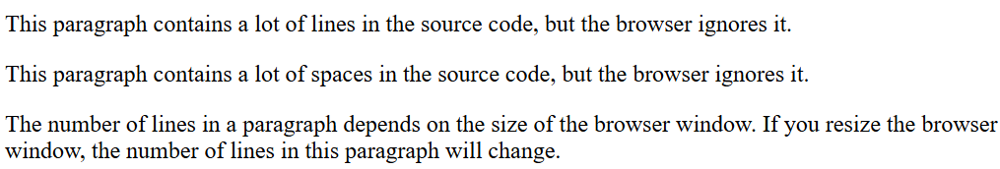 This paragraph contains a lot of lines in the source code, but the browser ignores it.
This paragraph contains a lot of spaces in the source code, but the browser ignores it.
The number of lines in a paragraph depends on the size of the browser window. If you resize the browser
window, the number of lines in this paragraph will change.